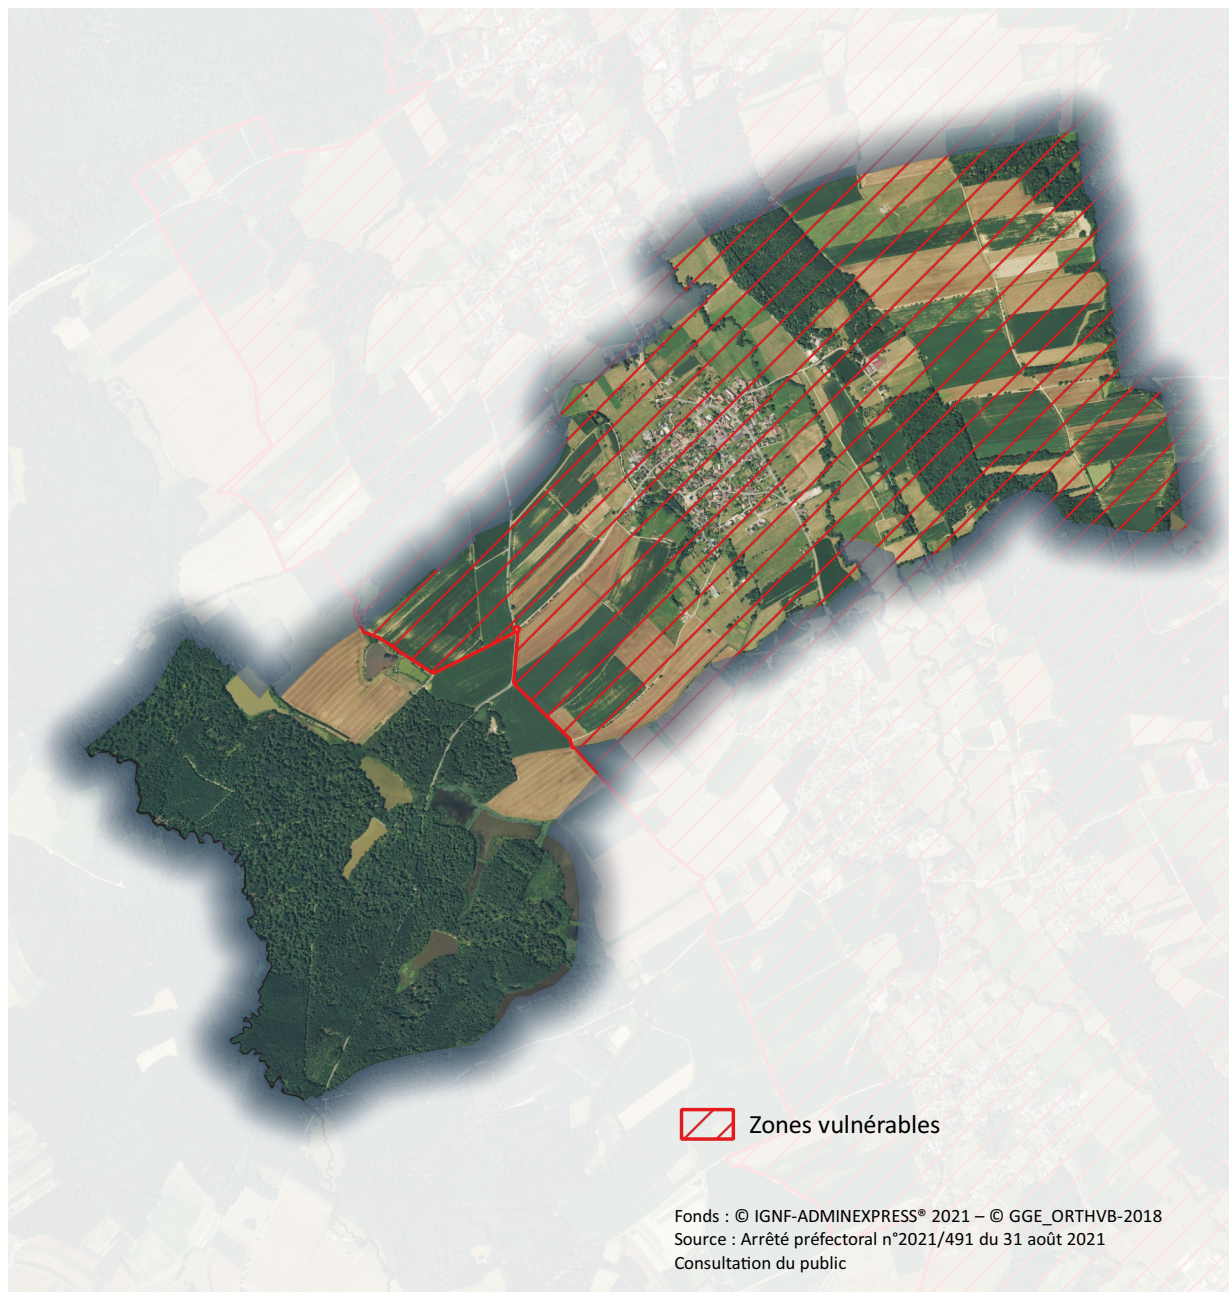 Zones vulnérables
Fonds : © IGNF-ADMINEXPRESS® 2021 – © GGE_ORTHVB-2018
Source : Arrêté préfectoral n°2021/491 du 31 août 2021
Consultation du public